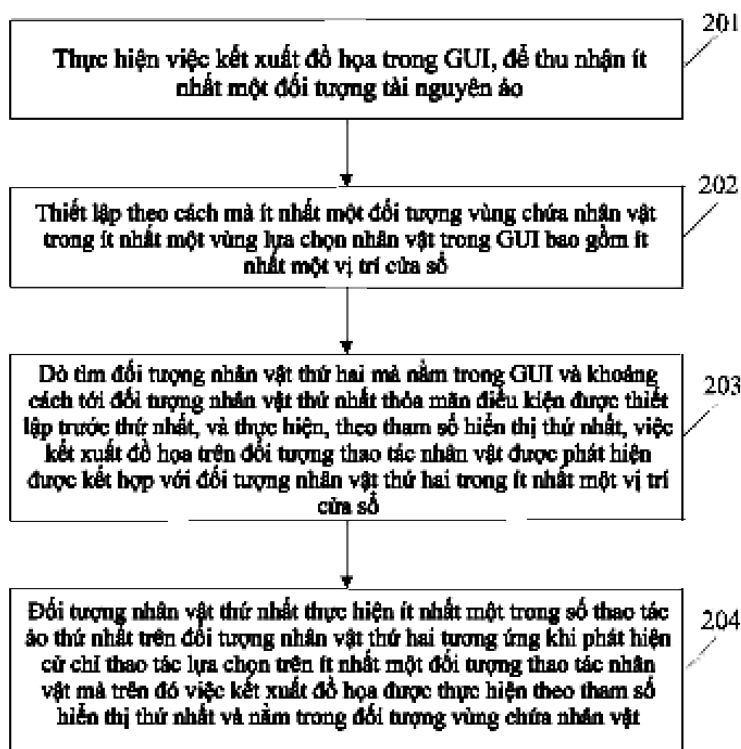 201
Thực hiện việc kết xuất đồ họa trong GUI, để thu nhận ít
nhất một đối tượng tài nguyên ảo
202
Thiết lập theo cách mà ít nhất một đối tượng vùng chứa nhân vật
trong ít nhất một vùng lựa chọn nhân vật trong GUI bao gồm ít
nhất một vị trí cửa sổ
Dò tìm đối tượng nhân vật thứ hai mà nằm trong GUI và khoảng
cách tới đối tượng nhân vật thứ nhất thỏa mãn điều kiện được thiết
lập trước thứ nhất, và thực hiện, theo tham số hiển thị thứ nhất, việc
203
kết xuất đồ họa trên đối tượng thao tác nhân vật được phát hiện
được kết hợp với đối tượng nhân vật thứ hai trong ít nhất một vị trí
cửa sổ
Đối tượng nhân vật thứ nhất thực hiện ít nhất một trong số thao tác
ảo thứ nhất trên đối tượng nhân vật thứ hai tương ứng khi phát hiện
204
cử chỉ thao tác lựa chọn trên ít nhất một đối tượng thao tác nhân
vật mà trên đó việc kết xuất đồ họa được thực hiện theo tham số
hiển thị thứ nhất và nằm trong đối tượng vùng chứa nhân vật